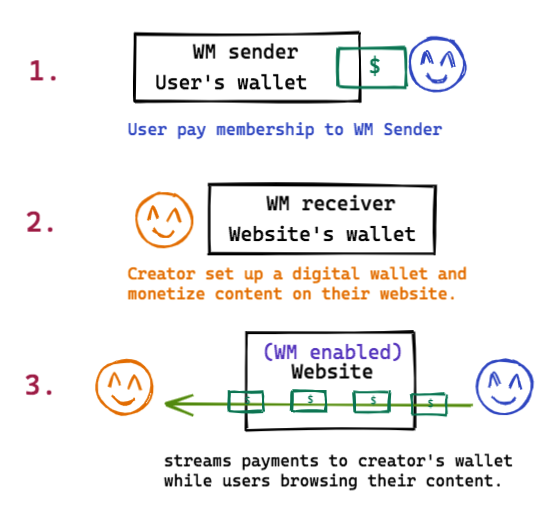 1.
WM sender
User's wallet
$
User pay membership to WM Sender
2.
WM receiver
Website's wallet
Creator set up a digital wallet and
monetize content on their website.
3.
(WM enabled)
Website
$ $ $ $
streams payments to creator's wallet
while users browsing their content.